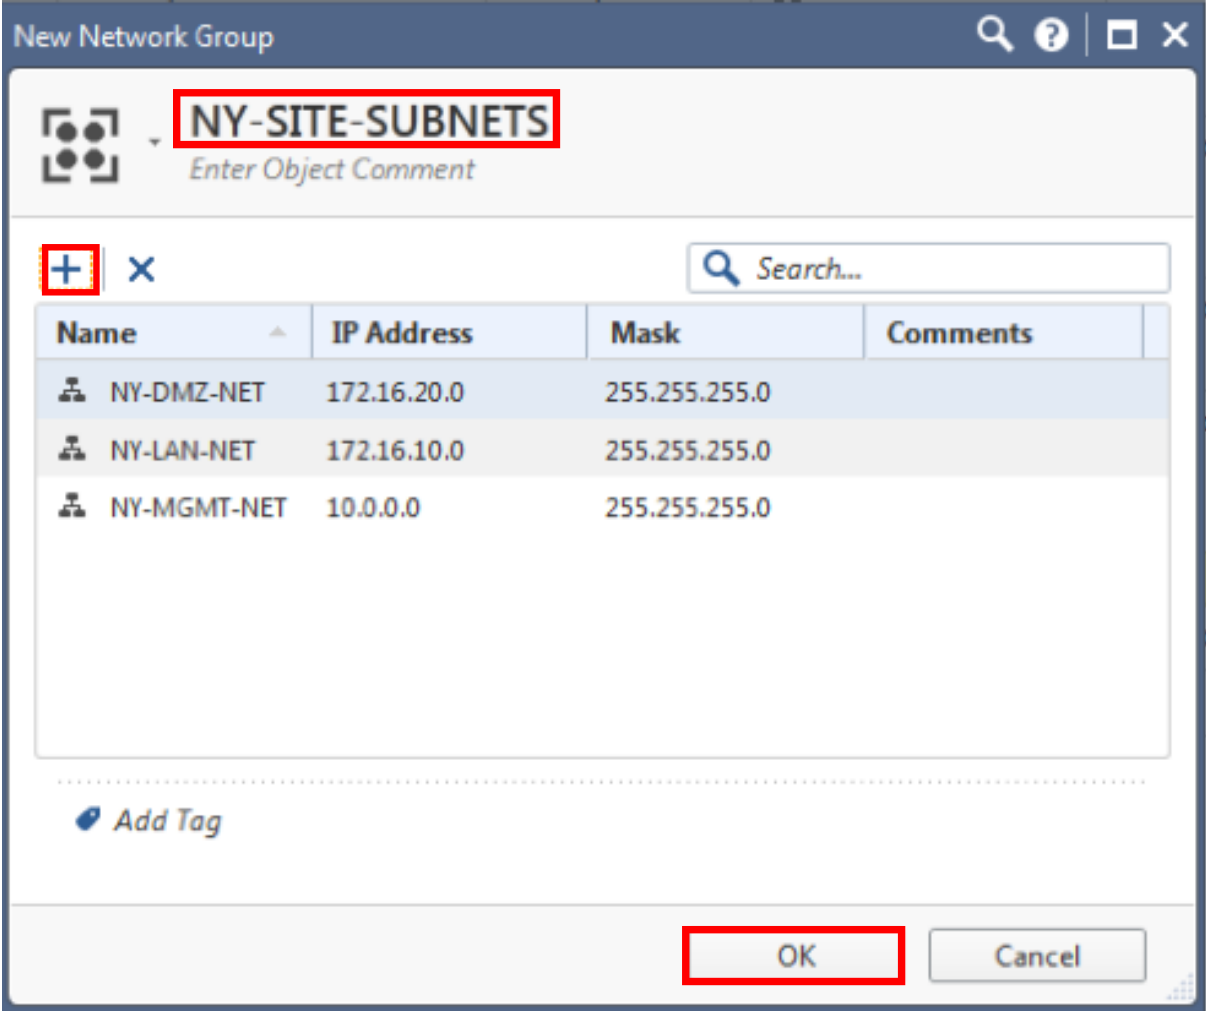 New Network Group
NY-SITE-SUBNETS
Enter Object Comment
Search...
Name IP Address Mask Comments
NY-DMZ-NET 172.16.20.0 255.255.255.0
NY-LAN-NET 172.16.10.0 255.255.255.0
NY-MGMT-NET 10.0.0.0 255.255.255.0
Add Tag
OK Cancel